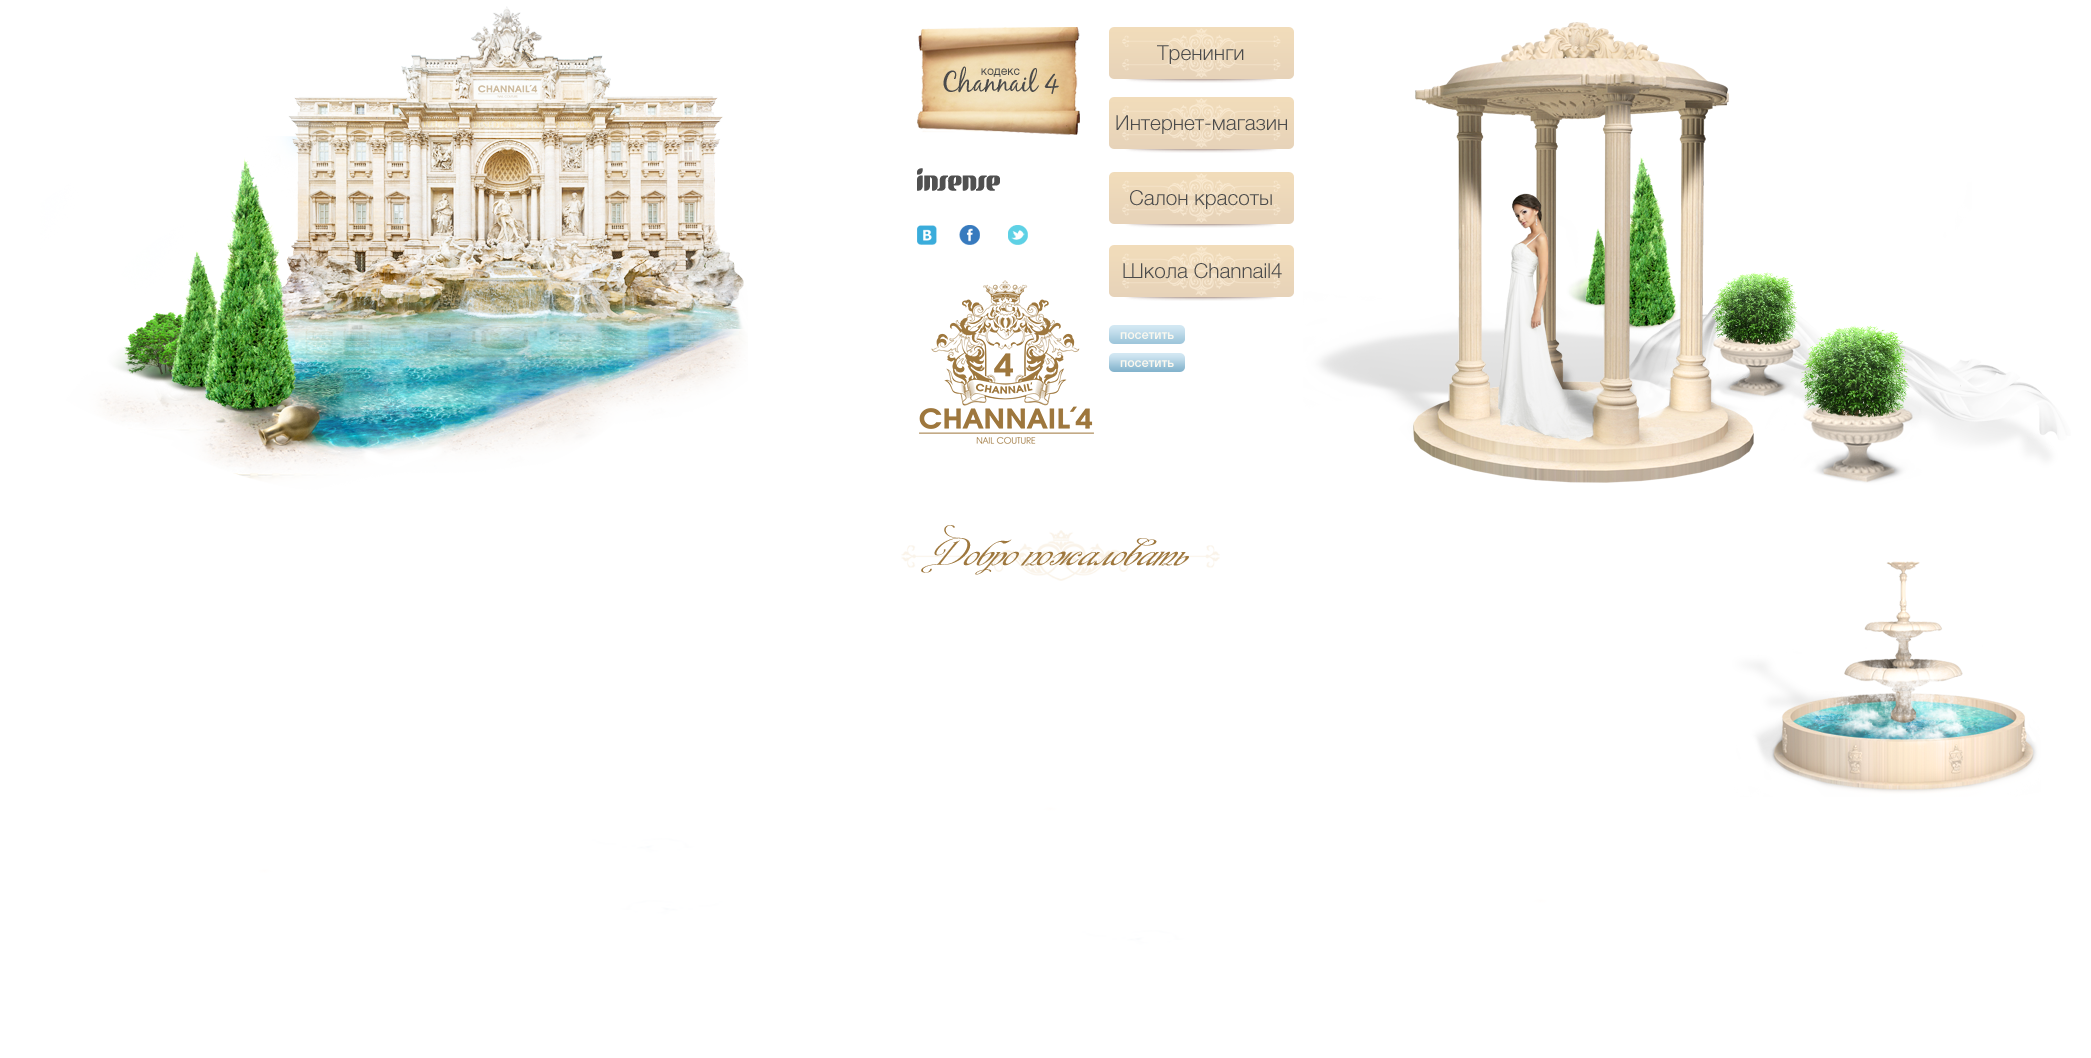 CHANNAIL'4
кодекс
Channail 4
insense
B
f
4
CHANNAIL'
CHANNAIL'4
NAIL COUTURE
Тренинги
Интернет-магазин
Салон красоты
Школа Channail4
посетить
посетить
Добро пожаловать